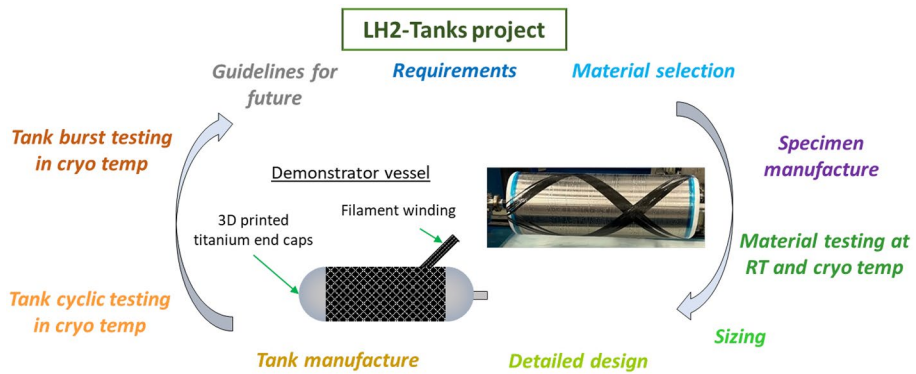 LH2-Tanks project
Guidelines for
future
Requirements
Material selection
Tank burst testing
in cryo temp
Specimen
manufacture
Demonstrator vessel
Filament winding
3D printed
titanium end caps
Material testing at
RT and cryo temp
Tank cyclic testing
in cryo temp
Sizing
Tank manufacture
Detailed design